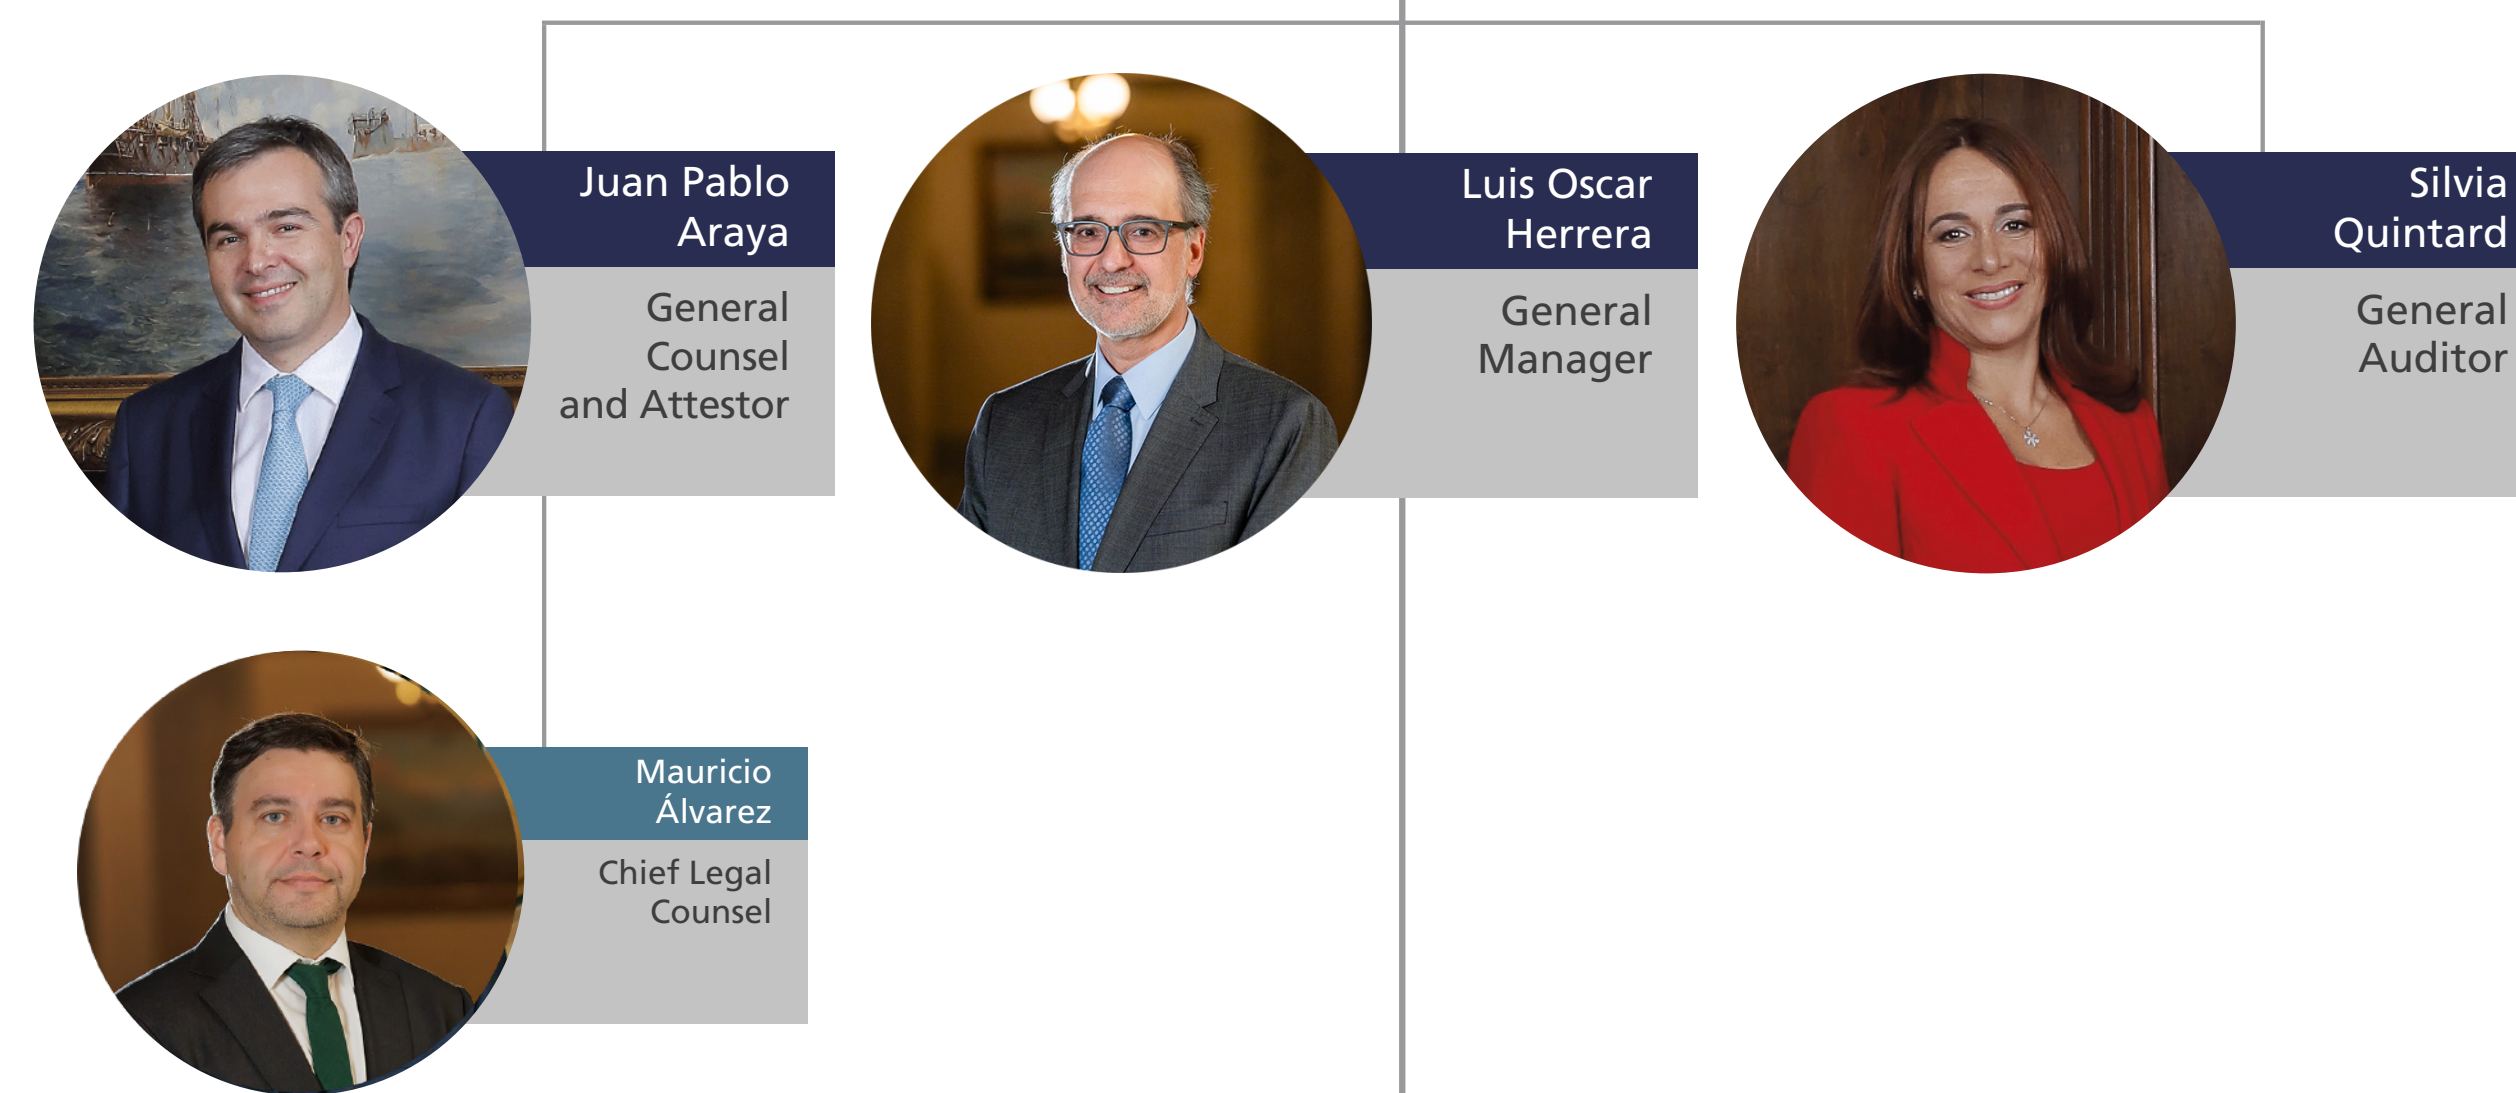 Juan Pablo
Araya
General
Counsel
and Attestor
Luis Oscar
Herrera
General
Manager
Silvia
Quintard
General
Auditor
Mauricio
Álvarez
Chief Legal
Counsel